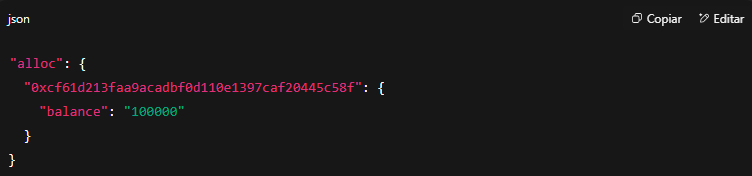 json
Copiar
Editar
"alloc": {
  "0xcf61d213faa9acadbf0d110e1397caf20445c58f": {
    "balance": "100000"
  }
}